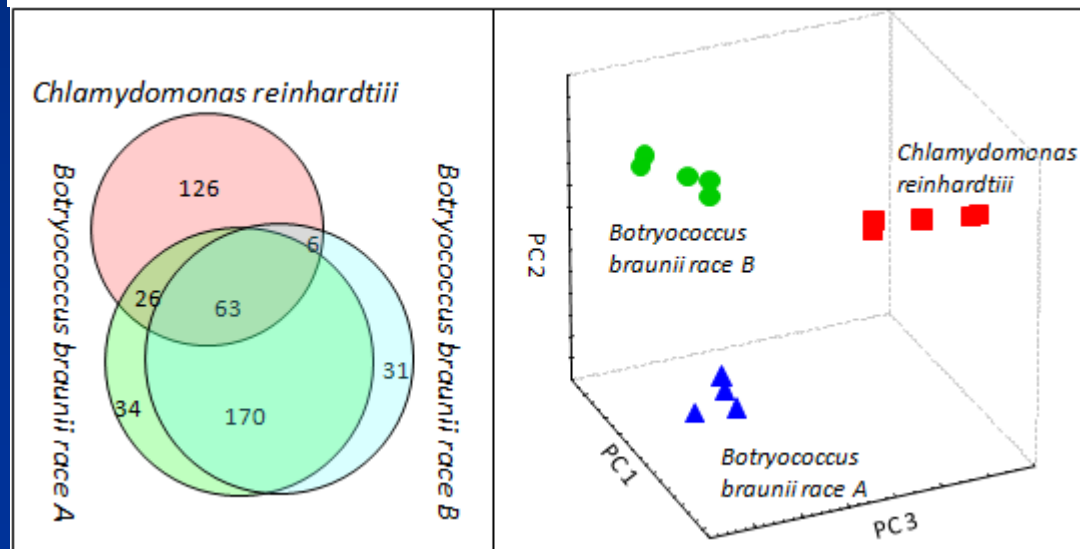 Chlamydomonas reinhardtiii
Botryococcus braunii race A
Botryococcus braunii race B
126
6
26
63
31
34
170
PC2
PC1
PC3
Botryococcus
braunii race B
Chlamydomonas
reinhardtiii
Botryococcus
braunii race A